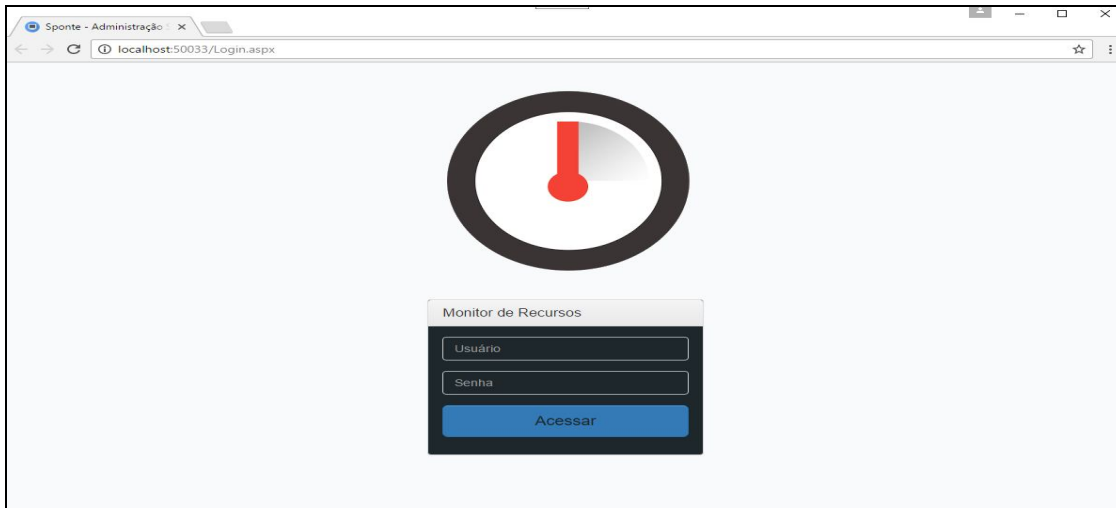 Sponte - Administração
localhost:50033/Login.aspx
Monitor de Recursos
Usuário
Senha
Acessar